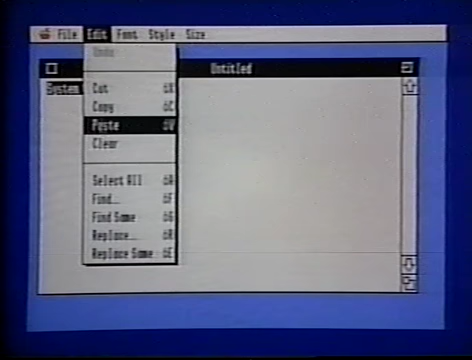 File Edit Font Style Size
Undo
Untitled
System
Cut X
Copy C
Paste V
Clear
Select All A
Find... F
Find Same G
Replace... R
Replace Same E